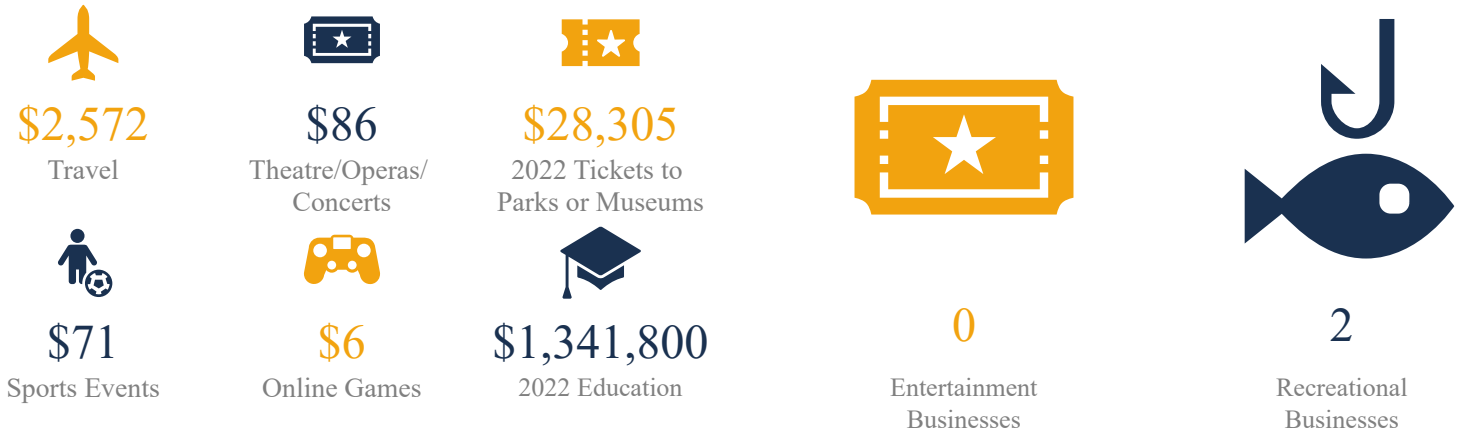 $2,572
Travel
$86
Theatre/Operas/
Concerts
$28,305
2022 Tickets to
Parks or Museums
$71
Sports Events
$6
Online Games
$1,341,800
2022 Education
0
Entertainment
Businesses
2
Recreational
Businesses